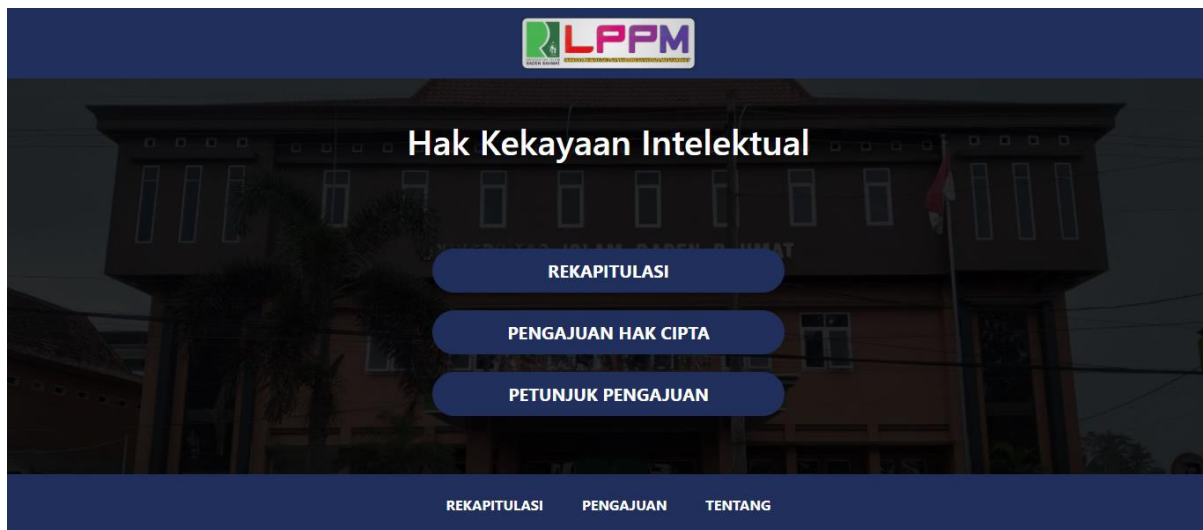 LPPM
Hak Kekayaan Intelektual
REKAPITULASI
PENGAJUAN HAK CIPTA
PETUNJUK PENGAJUAN
REKAPITULASI PENGAJUAN TENTANG